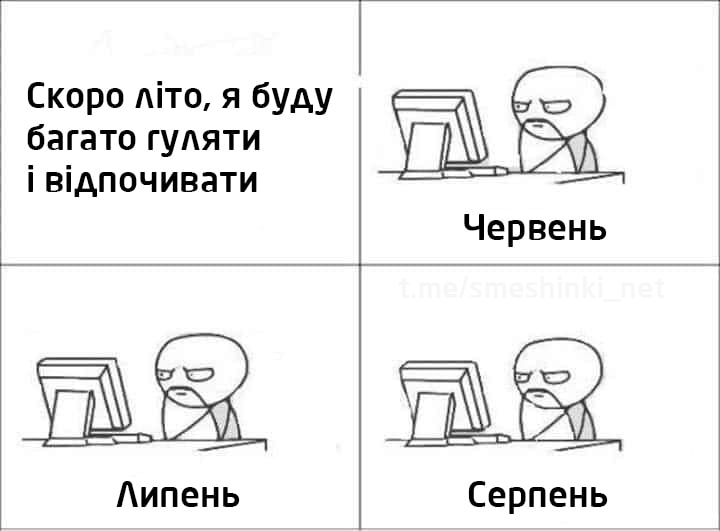 Скоро літо, я буду
багато гуляти
і відпочивати
Червень
t.me/smeshinki_net
Липень
Серпень